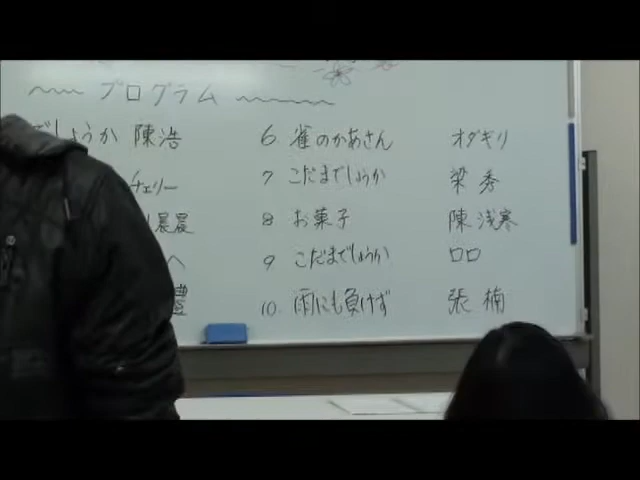 プログラム
でしょうか 陳浩
チェリー
晨晨
豊
6 雀のかあさん オダギリ
7 こだまでしょうか 梁秀
8 お菓子 陳浅寒
9 こだまでしょうか ロロ
10. 雨にも負けず 張楠